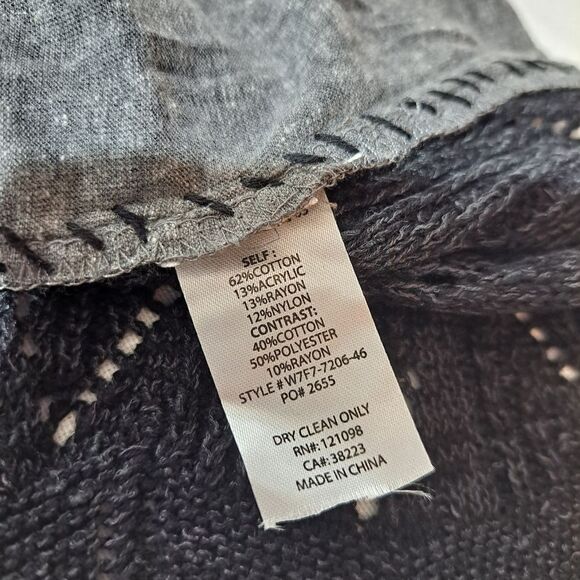 SELF :
62%COTTON
13%ACRYLIC
13%RAYON
12%NYLON
CONTRAST:
40%COTTON
50%POLYESTER
10%RAYON
STYLE # W7F7-7206-46
PO# 2655
DRY CLEAN ONLY
RN#: 121098
CA#: 38223
MADE IN CHINA